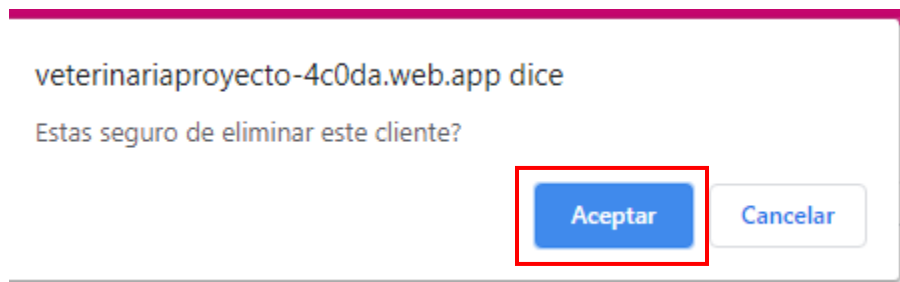 veterinariaproyecto-4c0da.web.app dice
Estas seguro de eliminar este cliente?
Aceptar Cancelar